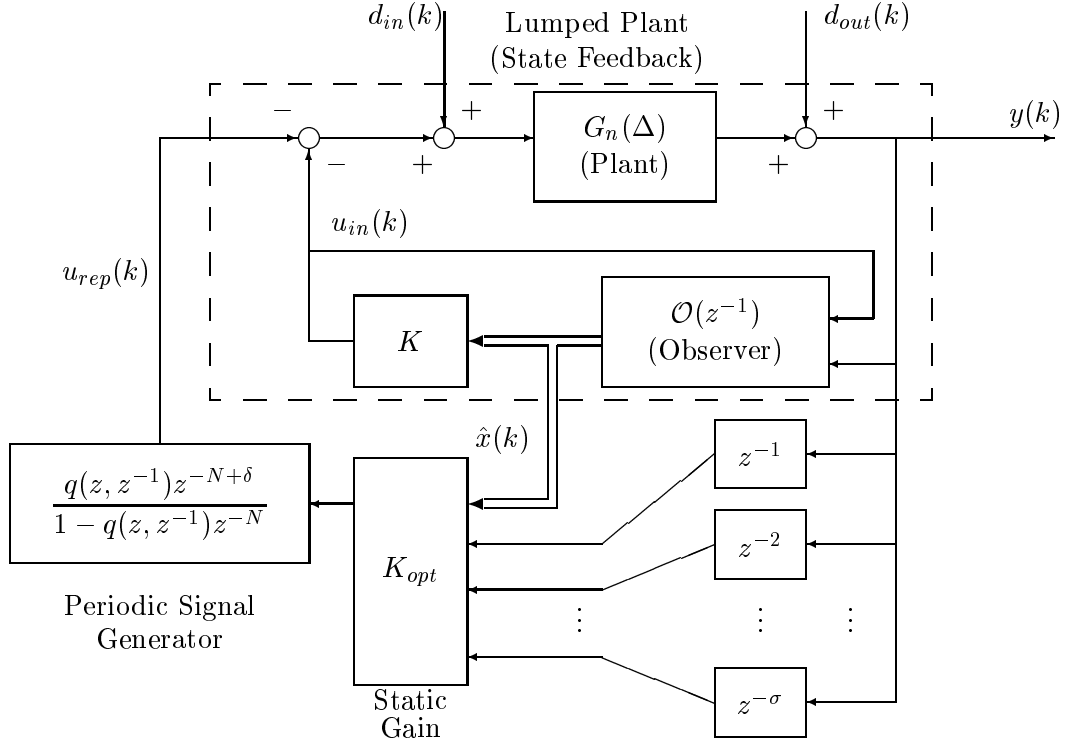 d_{in}(k)
Lumped Plant
(State Feedback)
d_{out}(k)
−
+
+
G_n(Δ)
(Plant)
y(k)
−
+
+
u_{in}(k)
u_{rep}(k)
K
𝒪(z^{-1})
(Observer)
x̂(k)
z^{-1}
q(z, z^{-1})z^{-N+δ}
1 − q(z, z^{-1})z^{-N}
z^{-2}
K_{opt}
Periodic Signal
Generator
⋮ ⋮ ⋮
z^{-σ}
Static
Gain